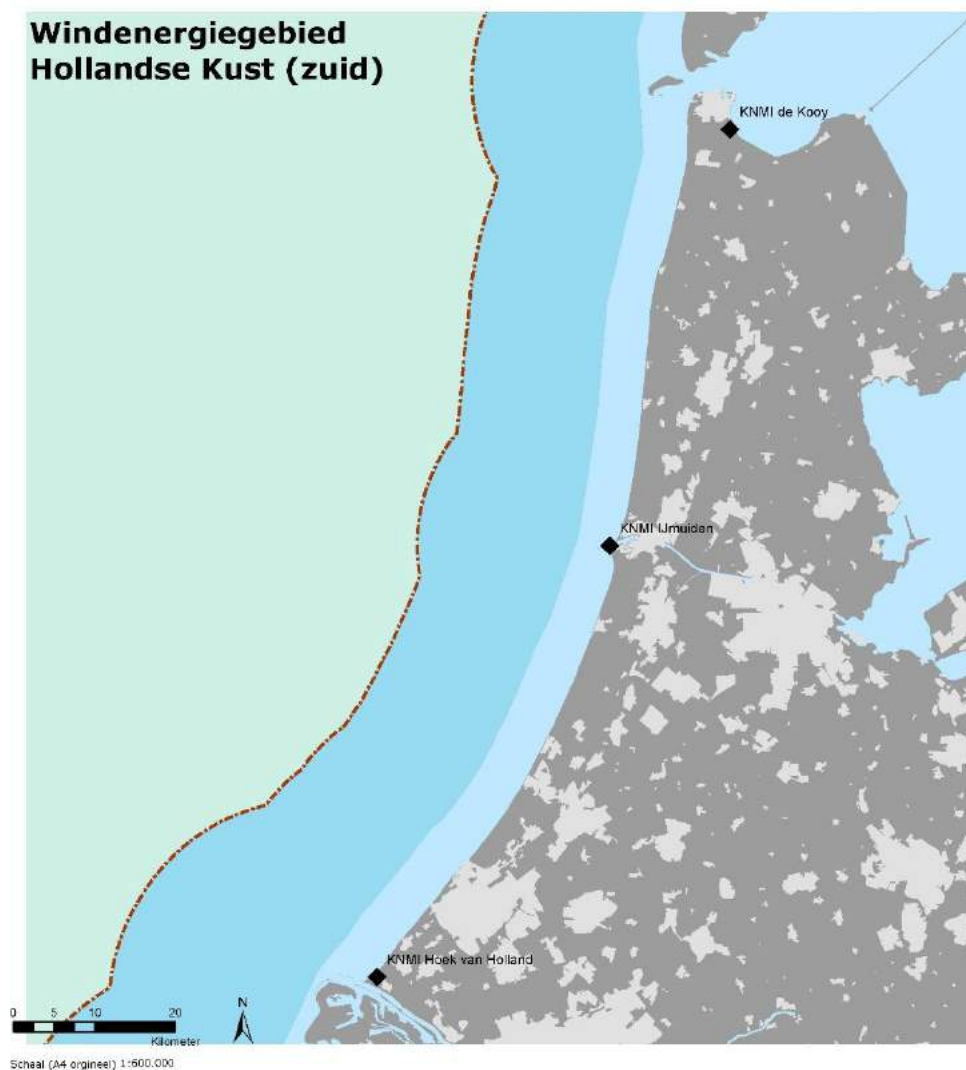 Windenergiegebied
Hollandse Kust (zuid)
KNMI de Kooy
KNMI IJmuiden
KNMI Hoek van Holland
N
0 5 10 20
Kilometer
Schaal (A4 orgineel) 1:600.000